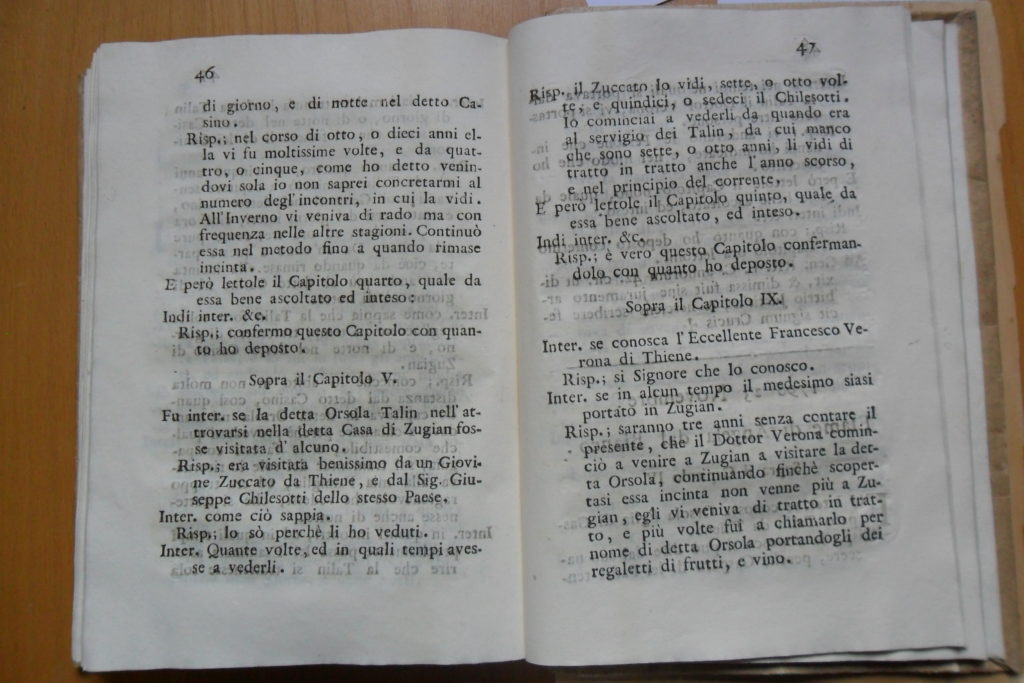 46
di giorno, e di notte nel detto Ca-
sino.
Risp.; nel corso di otto, o dieci anni el-
la vi fu moltissime volte, e da quat-
tro, o cinque, come ho detto venin-
dovi sola io non saprei concretarmi al
numero degl'incontri, in cui la vidi.
All'Inverno vi veniva di rado ma con
frequenza nelle altre stagioni. Continuò
essa nel metodo fino a quando rimase
incinta.
E però lettole il Capitolo quarto, quale da
essa bene ascoltato ed inteso:
Indi inter. &c.
Risp.; confermo questo Capitolo con quan-
to ho deposto.
Sopra il Capitolo V.
Fu inter. se la detta Orsola Talin nell'at-
trovarsi nella detta Casa di Zugian fos-
se visitata d'alcuno.
Risp.; era visitata benissimo da un Giovi-
ne Zuccato da Thiene, e dal Sig. Giu-
seppe Chilesotti dello stesso Paese.
Inter. come ciò sappia.
Risp.; Io sò perchè li ho veduti.
Inter. Quante volte, ed in quali tempi aves-
se a vederli.
47
Risp. il Zuccato lo vidi, sette, o otto vol-
te, e quindici, o sedeci il Chilesotti.
Io cominciai a vederli da quando era
al servigio dei Talin, da cui manco
che sono sette, o otto anni, li vidi di
tratto in tratto anche l'anno scorso,
e nel principio del corrente.
E però lettole il Capitolo quinto, quale da
essa bene ascoltato, ed inteso.
Indi inter. &c.
Risp.; è vero questo Capitolo conferman-
dolo con quanto ho deposto.
Sopra il Capitolo IX.
Inter. se conosca l'Eccellente Francesco Ve-
rona di Thiene.
Risp.; si Signore che lo conosco.
Inter. se in alcun tempo il medesimo siasi
portato in Zugian.
Risp.; saranno tre anni senza contare il
presente, che il Dottor Verona comin-
ciò a venire a Zugian a visitare la det-
ta Orsola, continuando finchè scoper-
tasi essa incinta non venne più a Zu-
gian, egli vi veniva di tratto in trat-
to, e più volte fui a chiamarlo per
nome di detta Orsola portandogli dei
regaletti di frutti, e vino.